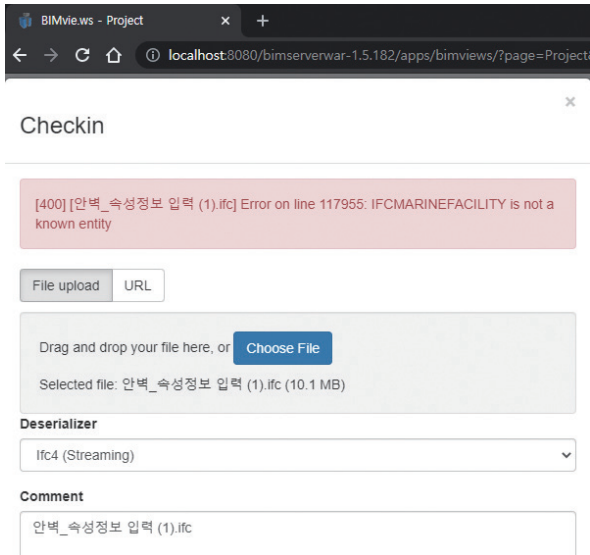 BIMvie.ws - Project
localhost:8080/bimserverwar-1.5.182/apps/bimviews/?page=Project
Checkin
[400] [안벽_속성정보 입력 (1).ifc] Error on line 117955: IFCMARINEFACILITY is not a
known entity
File upload URL
Drag and drop your file here, or Choose File
Selected file: 안벽_속성정보 입력 (1).ifc (10.1 MB)
Deserializer
Ifc4 (Streaming)
Comment
안벽_속성정보 입력 (1).ifc